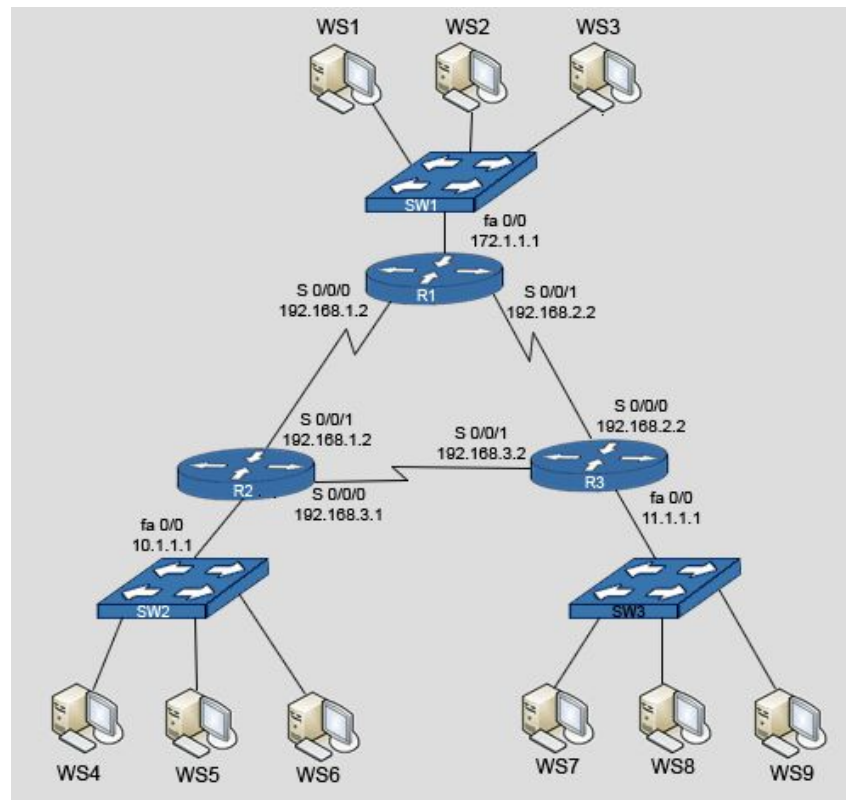 WS1
WS2
WS3
SW1
fa 0/0
172.1.1.1
R1
S 0/0/0
192.168.1.2
S 0/0/1
192.168.2.2
S 0/0/1
192.168.1.2
S 0/0/1
192.168.3.2
S 0/0/0
192.168.2.2
R2
R3
S 0/0/0
192.168.3.1
fa 0/0
10.1.1.1
fa 0/0
11.1.1.1
SW2
SW3
WS4
WS5
WS6
WS7
WS8
WS9